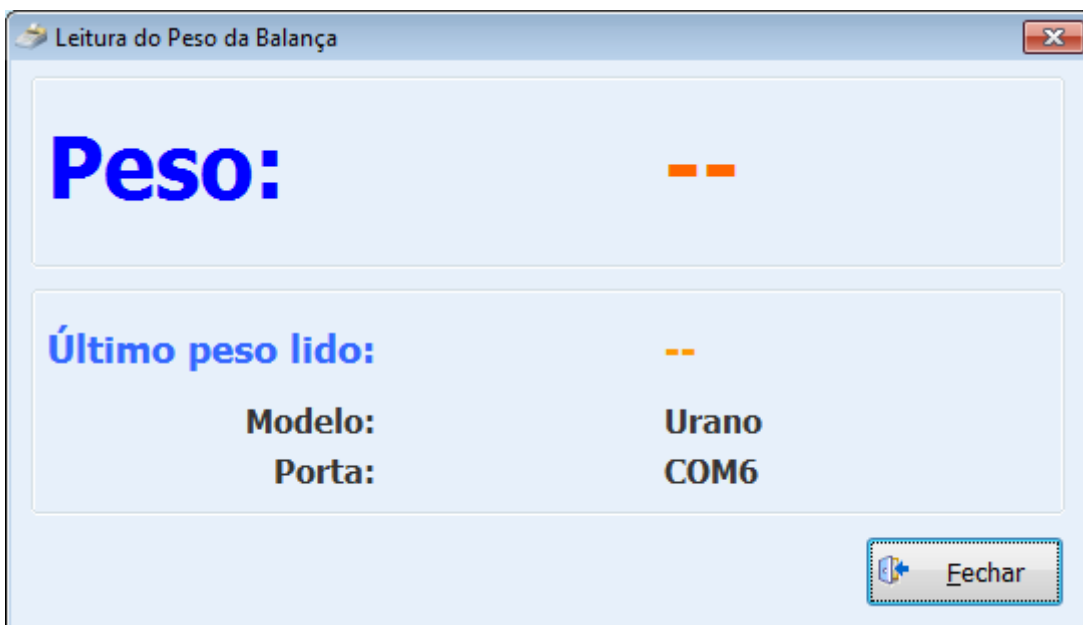 Leitura do Peso da Balança
Peso: --
Último peso lido: --
Modelo: Urano
Porta: COM6
Fechar